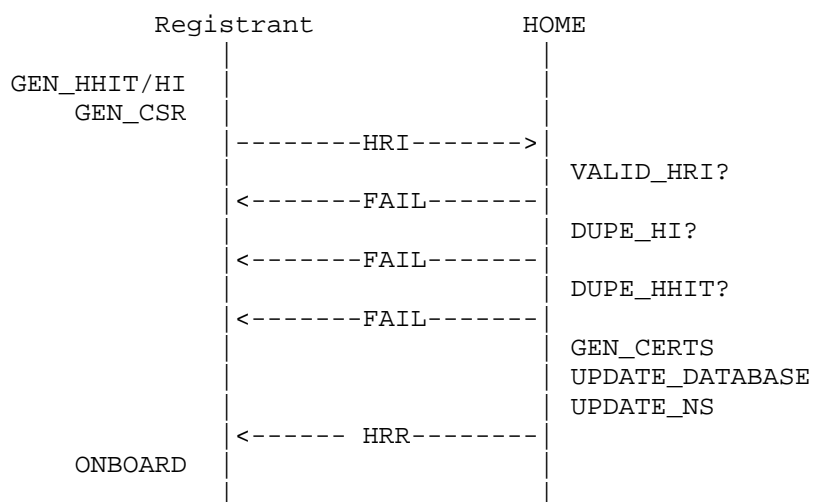 Registrant HOME
GEN_HHIT/HI
GEN_CSR
HRI
VALID_HRI?
FAIL
DUPE_HI?
FAIL
DUPE_HHIT?
FAIL
GEN_CERTS
UPDATE_DATABASE
UPDATE_NS
HRR
ONBOARD